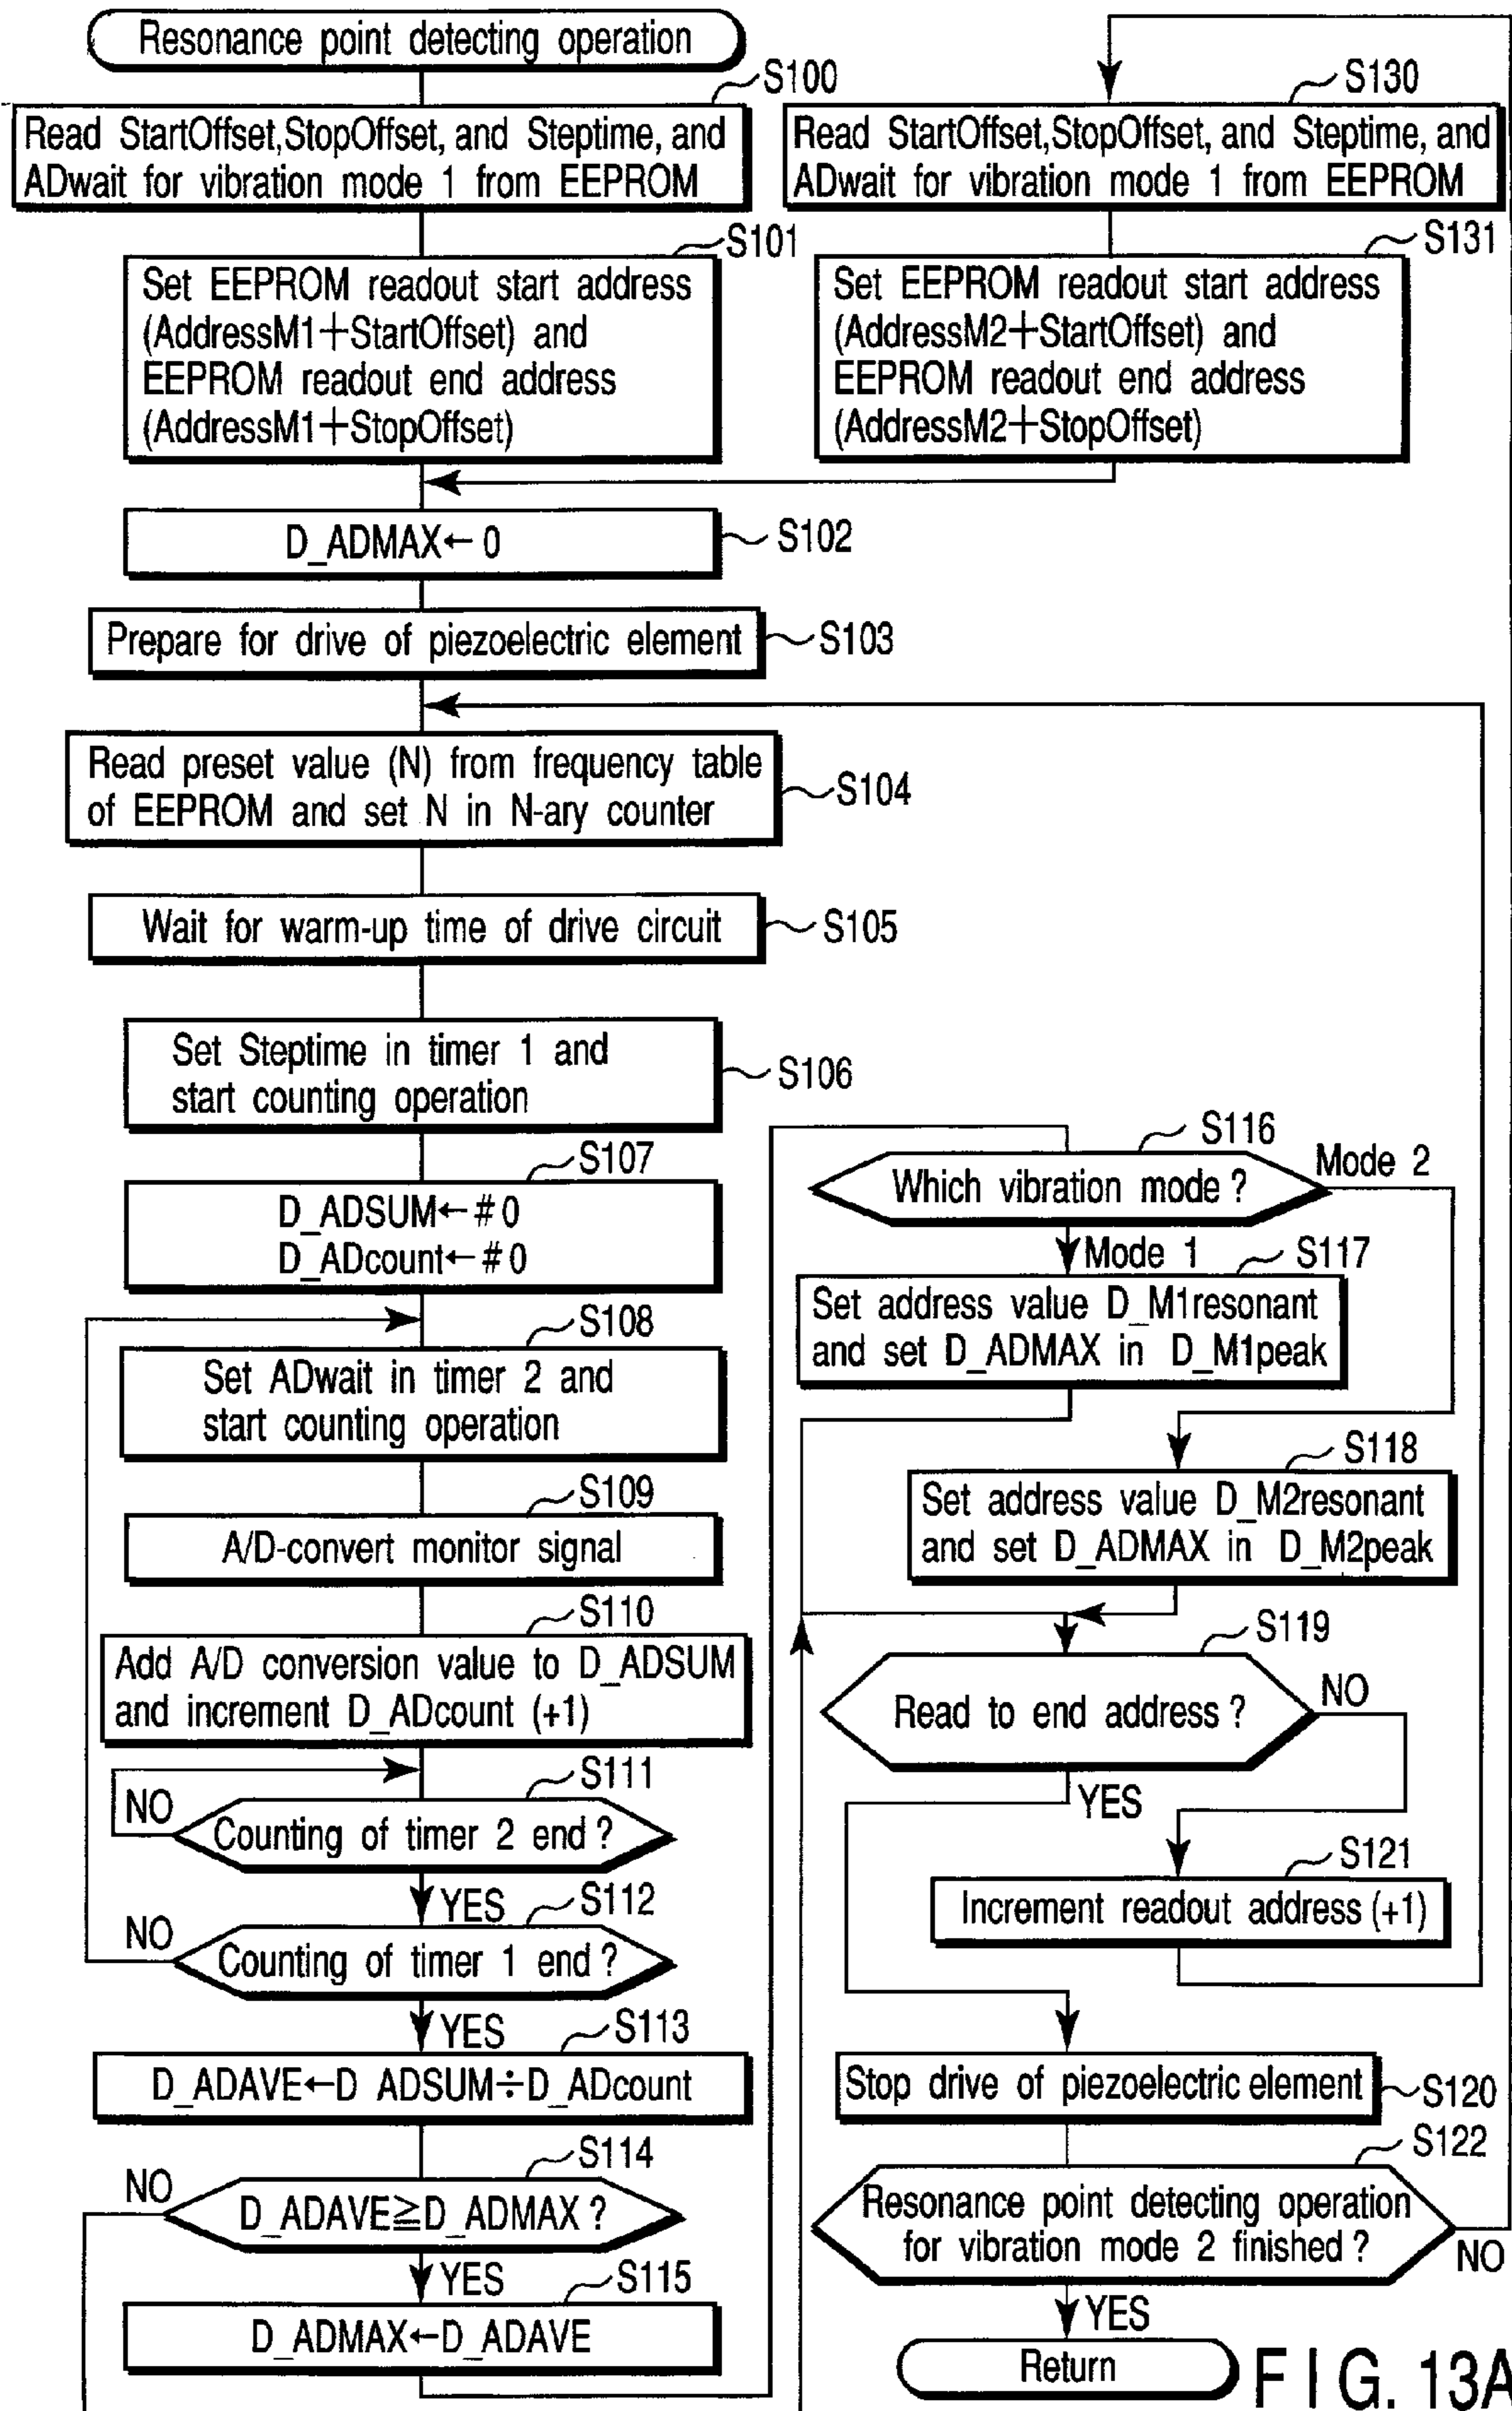 Resonance point detecting operation
S100
Read StartOffset,StopOffset, and Steptime, and
ADwait for vibration mode 1 from EEPROM
S101
Set EEPROM readout start address
(AddressM1+StartOffset) and
EEPROM readout end address
(AddressM1+StopOffset)
D_ADMAX←0
S102
Prepare for drive of piezoelectric element
S103
Read preset value (N) from frequency table
of EEPROM and set N in N-ary counter
S104
Wait for warm-up time of drive circuit
S105
Set Steptime in timer 1 and
start counting operation
S106
S107
D_ADSUM←#0
D_ADcount←#0
S108
Set ADwait in timer 2 and
start counting operation
S109
A/D-convert monitor signal
S110
Add A/D conversion value to D_ADSUM
and increment D_ADcount (+1)
S111
NO
Counting of timer 2 end?
YES
S112
NO
Counting of timer 1 end?
YES
S113
D_ADAVE←D ADSUM÷D_ADcount
S114
NO
D_ADAVE≧D_ADMAX?
YES
S115
D_ADMAX←D_ADAVE
S130
Read StartOffset,StopOffset, and Steptime, and
ADwait for vibration mode 1 from EEPROM
S131
Set EEPROM readout start address
(AddressM2+StartOffset) and
EEPROM readout end address
(AddressM2+StopOffset)
S116
Which vibration mode?
Mode 2
Mode 1
S117
Set address value D_M1resonant
and set D_ADMAX in D_M1peak
S118
Set address value D_M2resonant
and set D_ADMAX in D_M2peak
S119
Read to end address?
NO
YES
S121
Increment readout address (+1)
Stop drive of piezoelectric element
S120
S122
Resonance point detecting operation
for vibration mode 2 finished?
NO
YES
Return
FIG. 13A